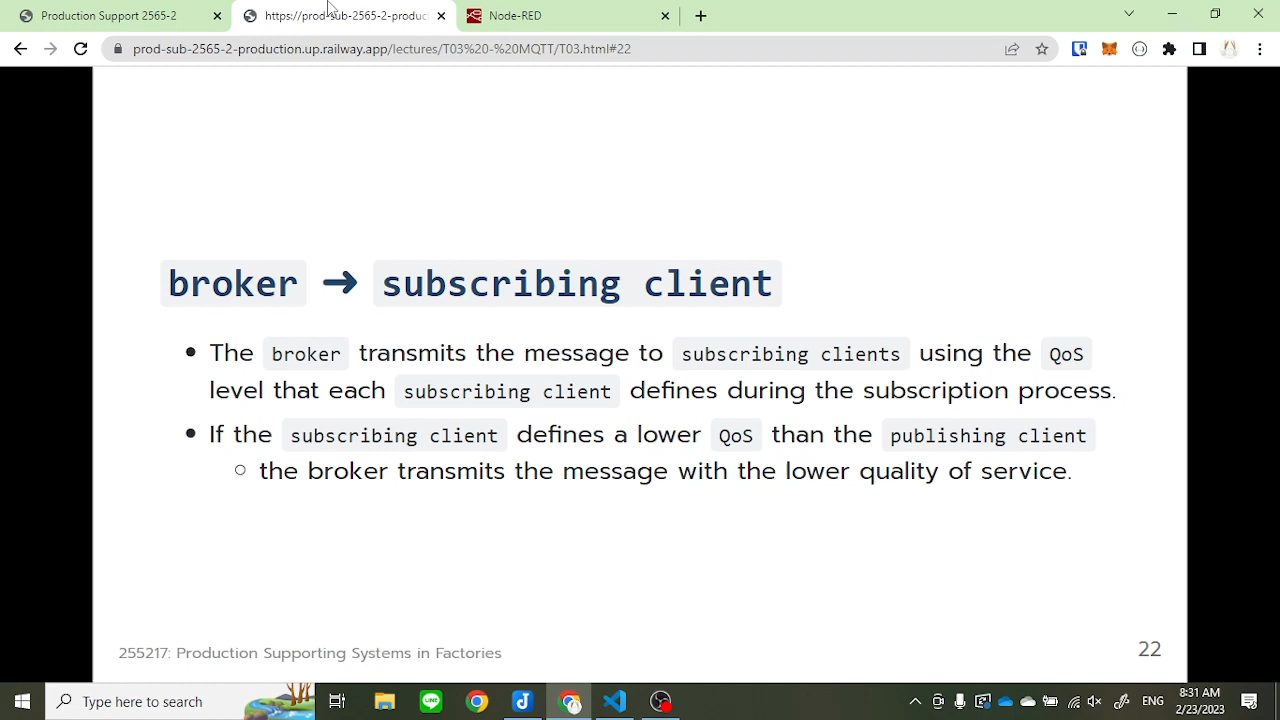 Production Support 2565-2
https://prod-sub-2565-2-produc
Node-RED
prod-sub-2565-2-production.up.railway.app/lectures/T03%20-%20MQTT/T03.html#22
broker → subscribing client
• The broker transmits the message to subscribing clients using the QoS
level that each subscribing client defines during the subscription process.
• If the subscribing client defines a lower QoS than the publishing client
○ the broker transmits the message with the lower quality of service.
255217: Production Supporting Systems in Factories
22
Type here to search
LINE
ENG
8:31 AM
2/23/2023